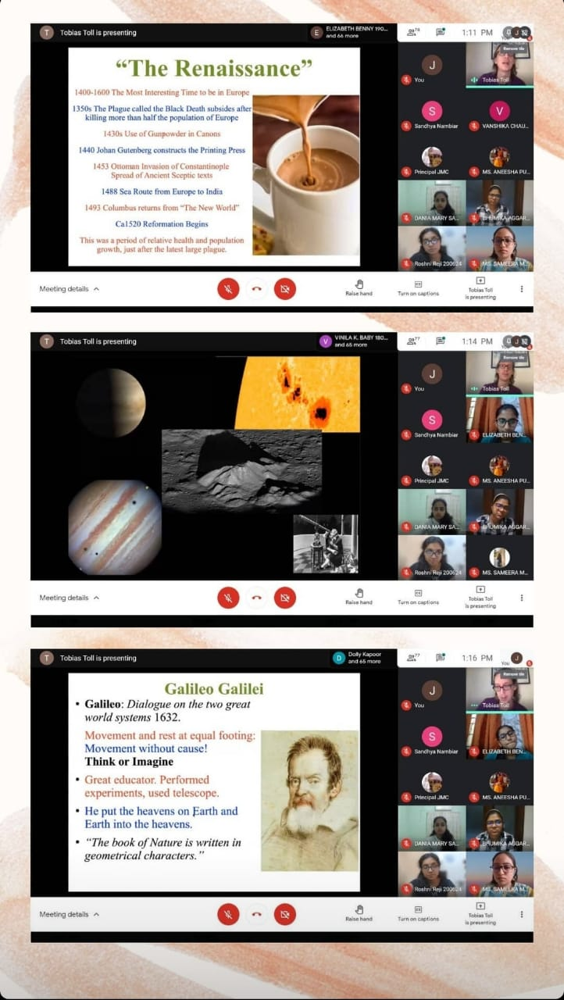 T Tobias Toll is presenting
E ELIZABETH BENNY 190...
and 66 more
78
1:11 PM
J
You
Remove tile
“The Renaissance”
1400-1600 The Most Interesting Time to be in Europe
1350s The Plague called the Black Death subsides after
killing more than half the population of Europe
1430s Use of Gunpowder in Canons
1440 Johan Gutenberg constructs the Printing Press
1453 Ottoman Invasion of Constantinople
Spread of Ancient Sceptic texts
1488 Sea Route from Europe to India
1493 Columbus returns from “The New World”
Ca1520 Reformation Begins
This was a period of relative health and population
growth, just after the latest large plague.
J
You
Tobias Toll
S
V
Sandhya Nambiar
VANSHIKA CHAU...
Principal JMC
MS. ANEESHA PU...
DANIA MARY SA...
BHUMIKA AGGAR...
Roshni Reji 200624
MS. SAMEERA M...
Meeting details
Raise hand
Turn on captions
Tobias Toll
is presenting
T Tobias Toll is presenting
V VINILA K. BABY 180...
and 65 more
77
1:14 PM
J
You
Remove tile
J
You
Tobias Toll
S
Sandhya Nambiar
ELIZABETH BEN...
Principal JMC
MS. ANEESHA PU...
DANIA MARY SA...
BHUMIKA AGGAR...
Roshni Reji 200624
MS. SAMEERA M...
Meeting details
Raise hand
Turn on captions
Tobias Toll
is presenting
T Tobias Toll is presenting
D Dolly Kapoor
and 65 more
77
1:16 PM
You J
Remove tile
Galileo Galilei
• Galileo: Dialogue on the two great
world systems 1632.
Movement and rest at equal footing:
Movement without cause!
Think or Imagine
• Great educator. Performed
experiments, used telescope.
• He put the heavens on Earth and
Earth into the heavens.
• “The book of Nature is written in
geometrical characters.”
J
You
Tobias Toll
S
Sandhya Nambiar
ELIZABETH BEN...
Principal JMC
MS. ANEESHA PU...
DANIA MARY SA...
BHUMIKA AGGAR...
Roshni Reji 200624
MS. SAMEERA M...
Meeting details
Raise hand
Turn on captions
Tobias Toll
is presenting